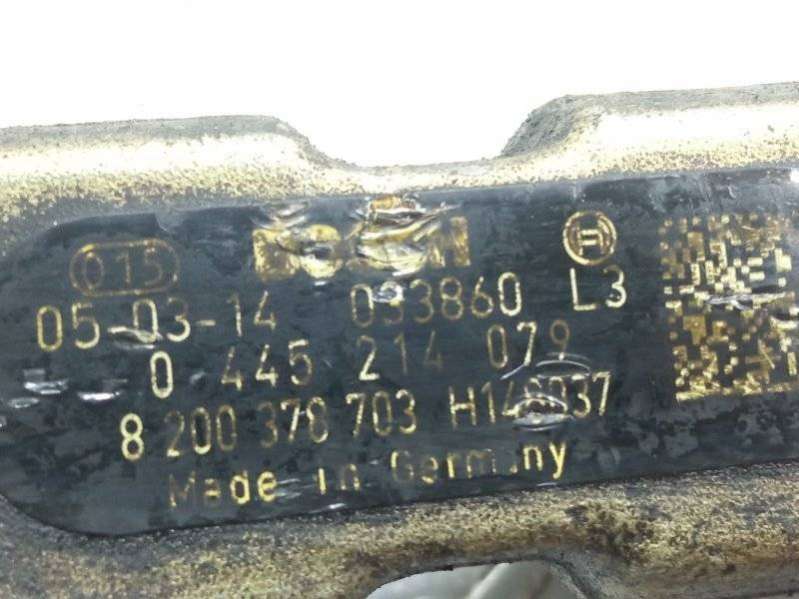 015 BOSCH
05-03-14 033860 L3
0 445 214 079
8 200 378 703
Made in Germany